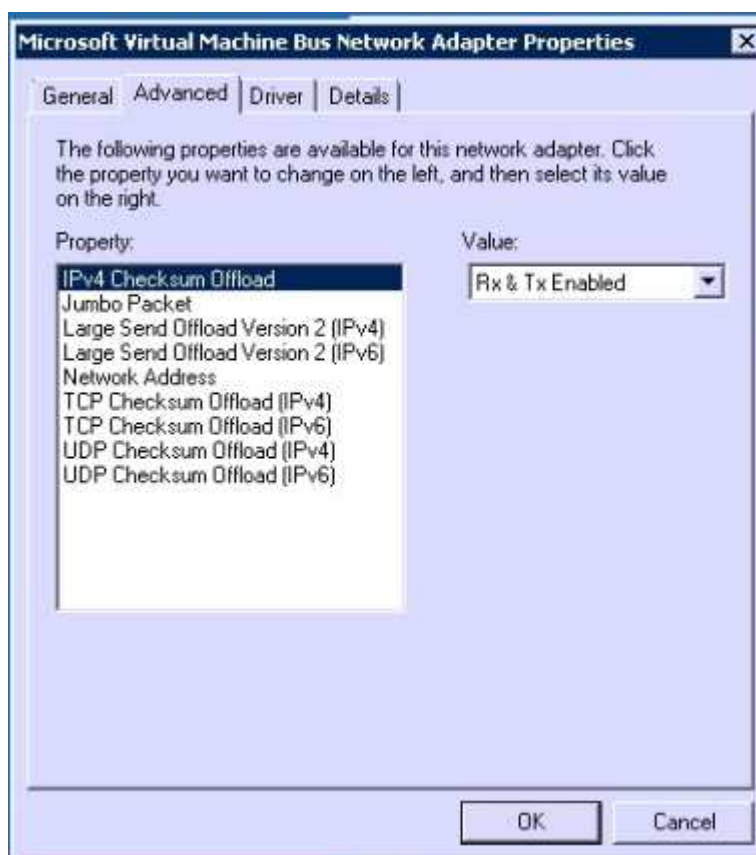 Microsoft Virtual Machine Bus Network Adapter Properties
General Advanced Driver Details
The following properties are available for this network adapter. Click
the property you want to change on the left, and then select its value
on the right.
Property:
Value:
IPv4 Checksum Offload
Rx & Tx Enabled
Jumbo Packet
Large Send Offload Version 2 (IPv4)
Large Send Offload Version 2 (IPv6)
Network Address
TCP Checksum Offload (IPv4)
TCP Checksum Offload (IPv6)
UDP Checksum Offload (IPv4)
UDP Checksum Offload (IPv6)
OK
Cancel